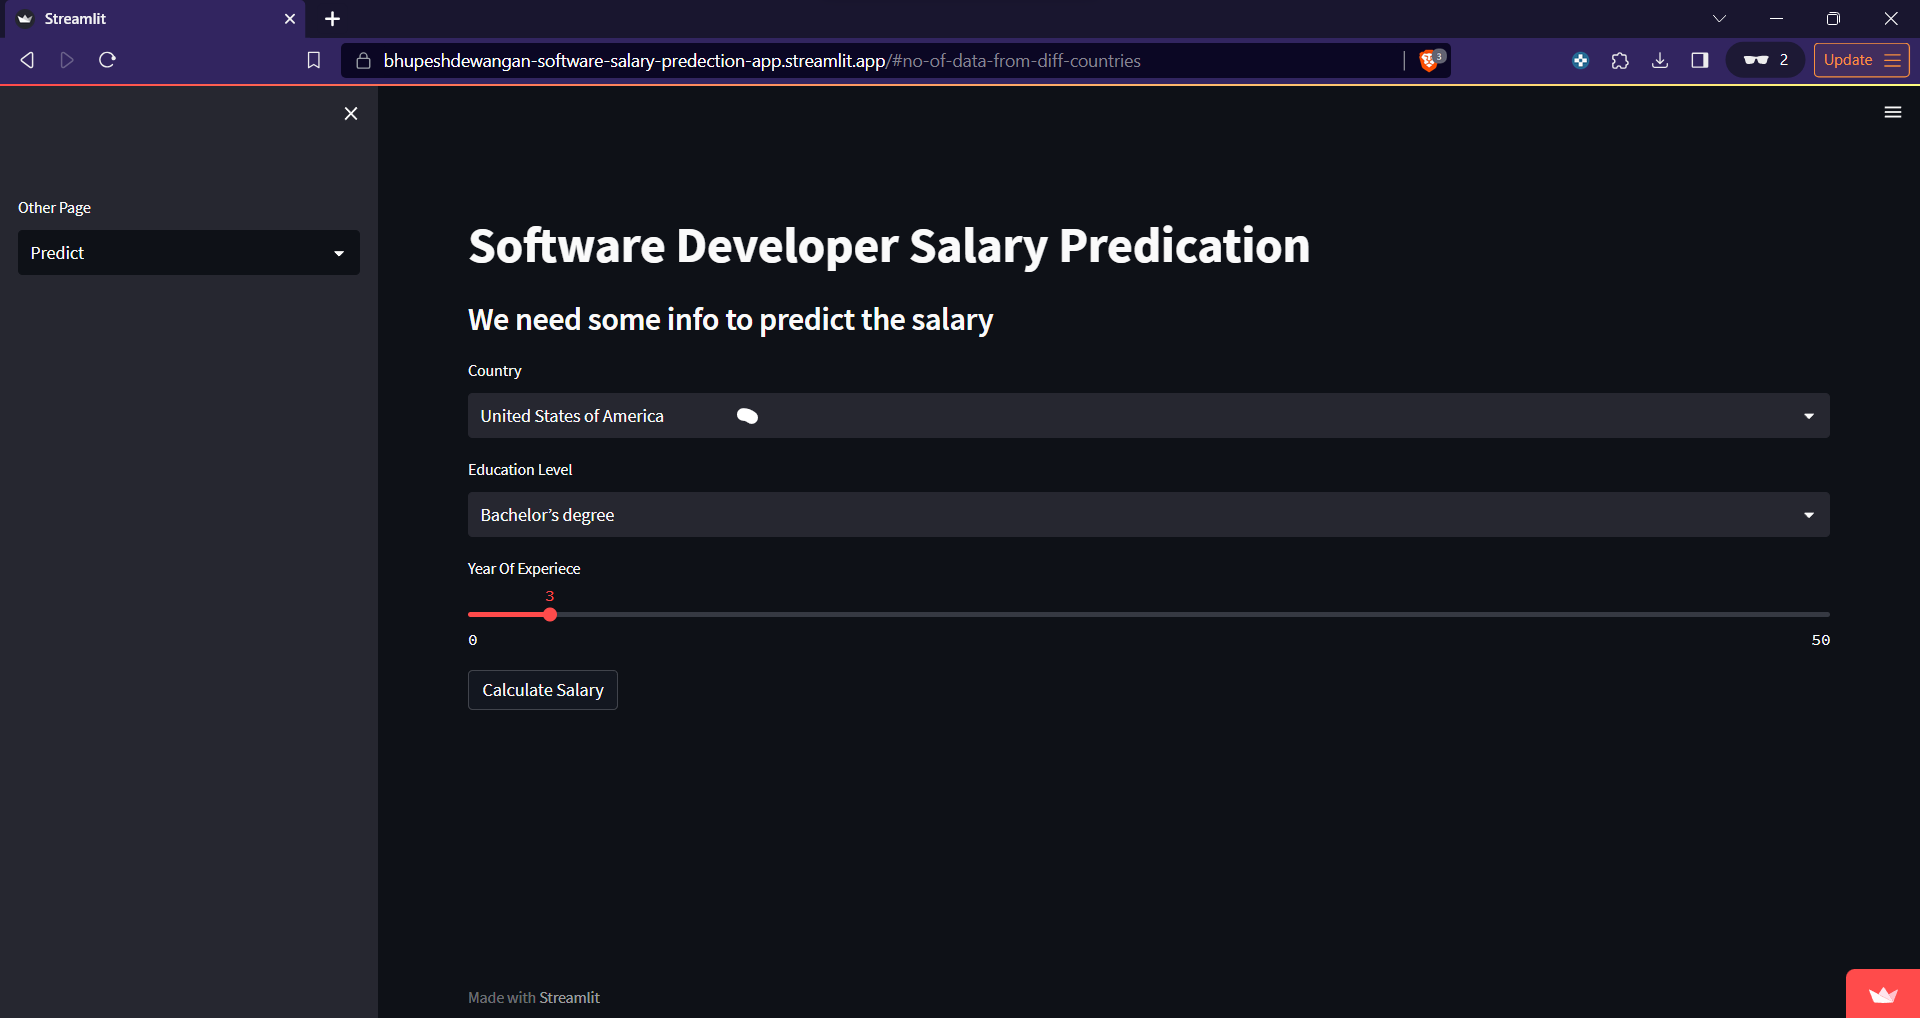 Streamlit
bhupeshdewangan-software-salary-predection-app.streamlit.app/#no-of-data-from-diff-countries
3
2
Update
Other Page
Predict
Software Developer Salary Predication
We need some info to predict the salary
Country
United States of America
Education Level
Bachelor’s degree
Year Of Experiece
3
0
50
Calculate Salary
Made with Streamlit